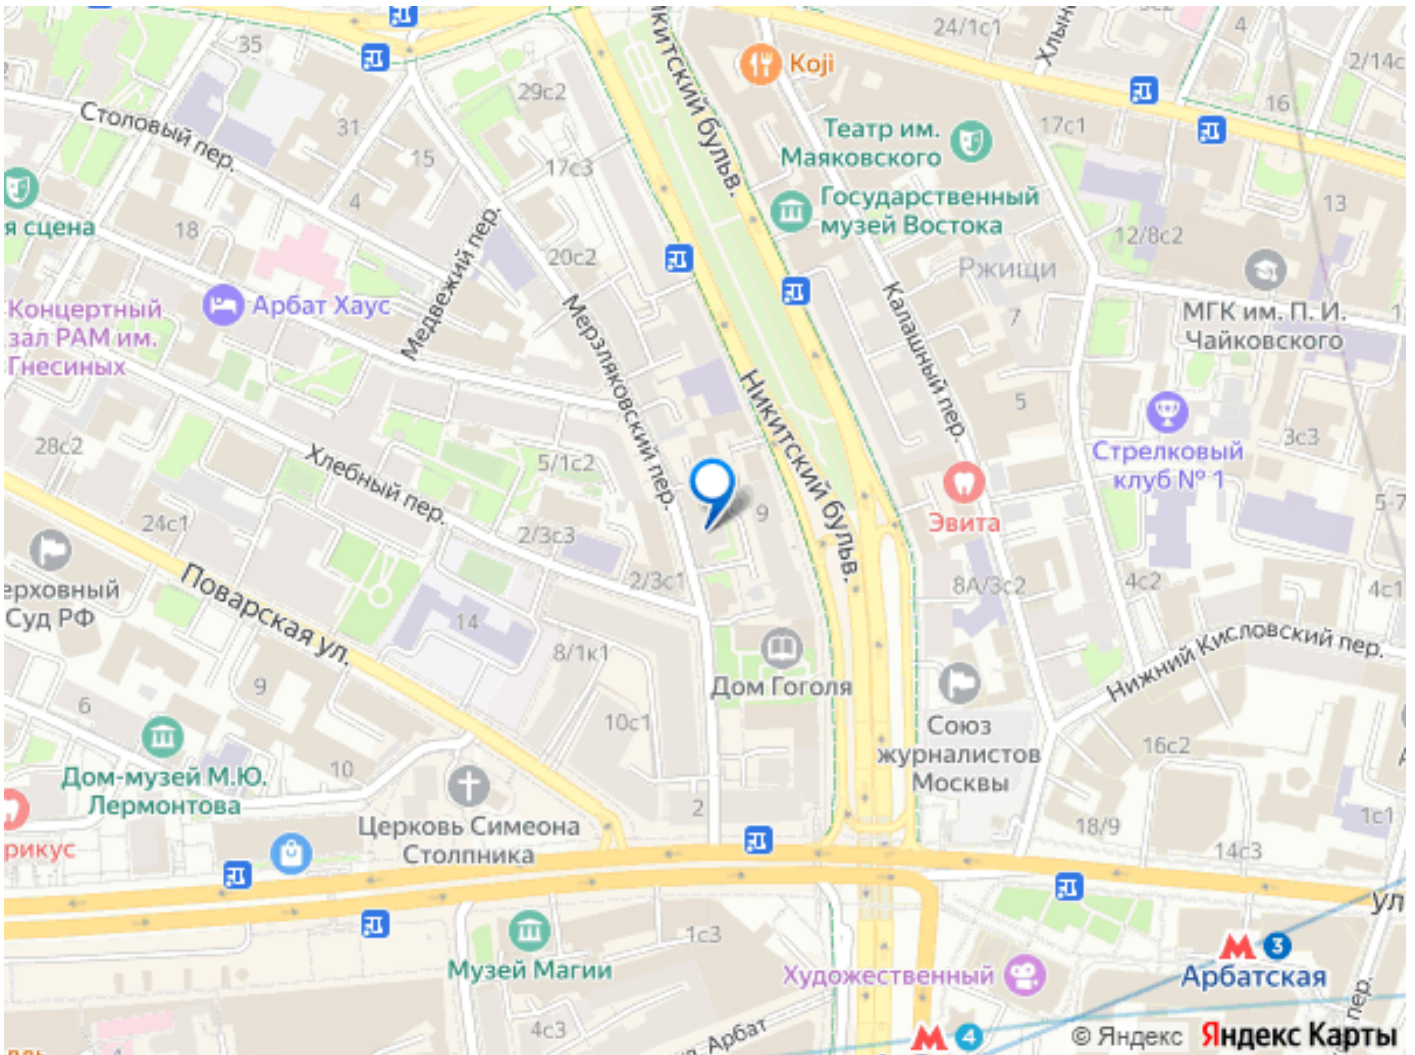 24/1с1
4
2/14с
Хлын
35
Koji
Никитский бульв.
29с2
16
Столовый пер.
31
Театр им.
Маяковского
17с1
15
17с3
4
Государственный
музей Востока
13
я сцена
18
Медвежий пер.
20с2
12/8с2
Ржищи
Концертный
зал РАМ им.
Гнесиных
Арбат Хаус
Мерзляковский пер.
Калашный пер.
7
МГК им. П. И.
Чайковского
1
5
Никитский бульв.
28с2
Хлебный пер.
5/1с2
Стрелковый
клуб № 1
3с3
24с1
9
5-7
Эвита
2/3с3
ерховный
Суд РФ
Поварская ул.
2/3с1
8А/3с2
4с2
4с1
14
Нижний Кисловский пер.
8/1к1
Дом Гоголя
9
6
10с1
Союз
журналистов
Москвы
16с2
Дом-музей М.Ю.
Лермонтова
10
2
Церковь Симеона
Столпника
1с1
18/9
14с3
рикус
ул
1с3
3
Музей Магии
Художественный
Арбатская
пер.
4с3
Арбат
4
4
© Яндекс Яндекс Карты